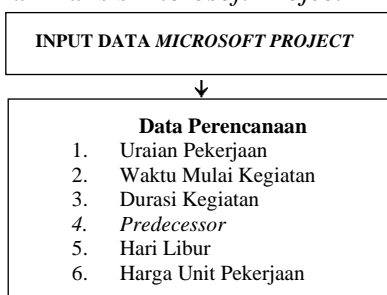 INPUT DATA MICROSOFT PROJECT
Data Perencanaan
1. Uraian Pekerjaan
2. Waktu Mulai Kegiatan
3. Durasi Kegiatan
4. Predecessor
5. Hari Libur
6. Harga Unit Pekerjaan